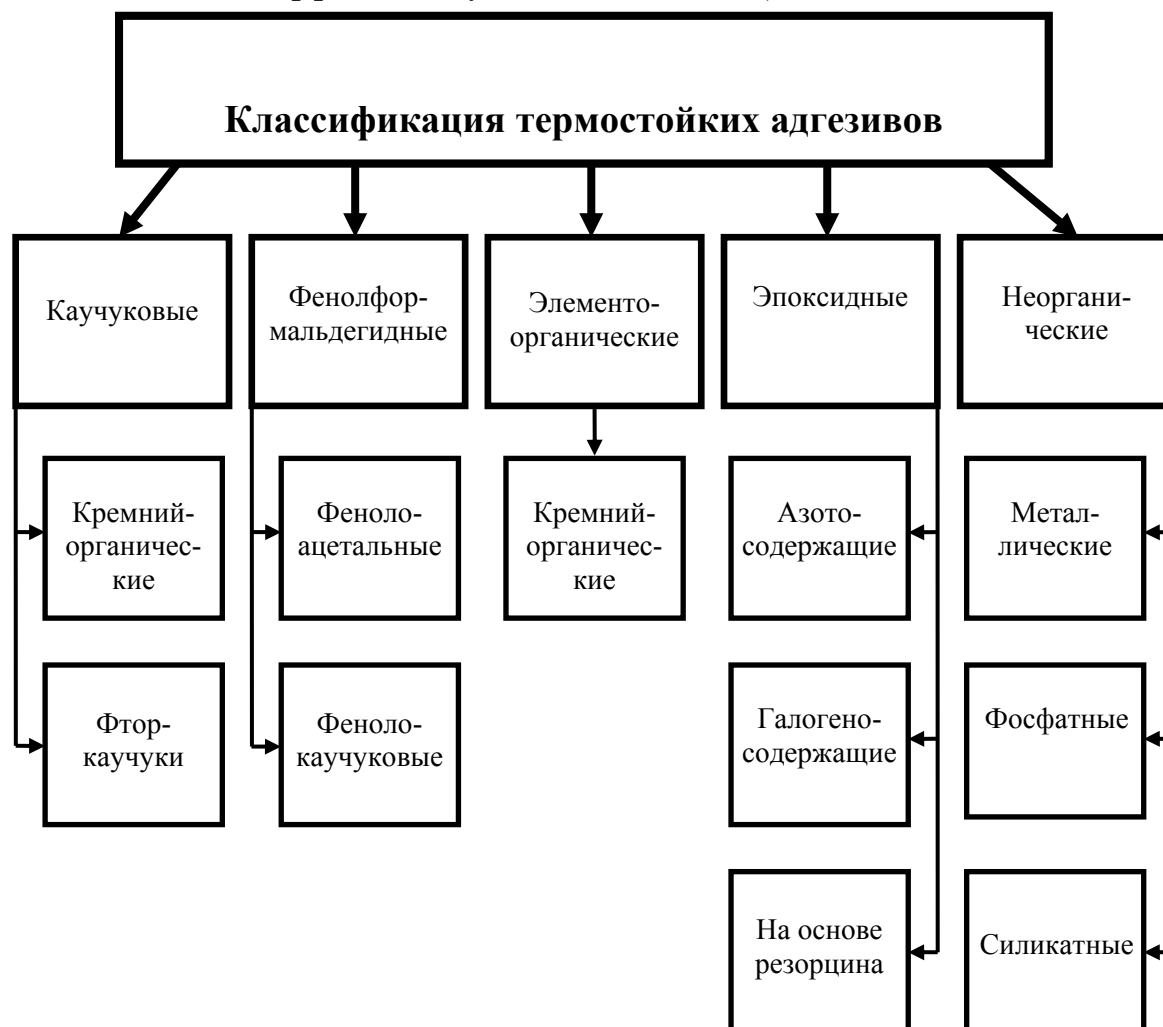 Классификация термостойких адгезивов
Каучуковые
Фенолфор-
мальдегидные
Элементо-
органические
Эпоксидные
Неоргани-
ческие
Кремний-
органичес-
кие
Феноло-
ацетальные
Кремний-
органичес-
кие
Азото-
содержащие
Метал-
лические
Фтор-
каучуки
Феноло-
каучуковые
Галогено-
содержащие
Фосфатные
На основе
резорцина
Силикатные